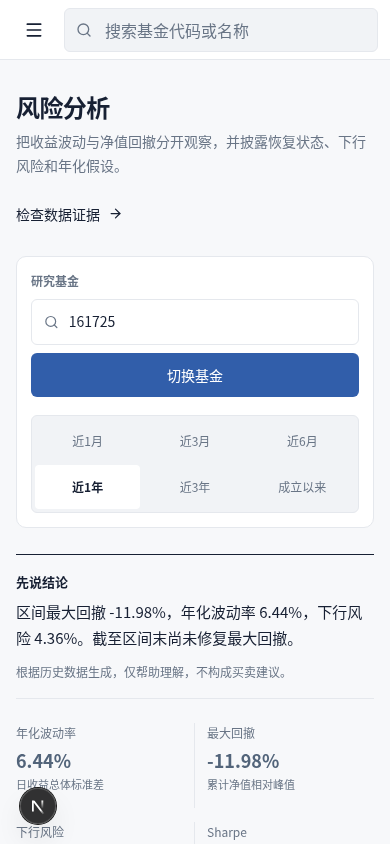 搜索基金代码或名称
风险分析
把收益波动与净值回撤分开观察，并披露恢复状态、下行
风险和年化假设。
检查数据证据 →
研究基金
161725
切换基金
近1月
近3月
近6月
近1年
近3年
成立以来
先说结论
区间最大回撤 -11.98%，年化波动率 6.44%，下行风
险 4.36%。截至区间末尚未修复最大回撤。
根据历史数据生成，仅帮助理解，不构成买卖建议。
年化波动率
6.44%
日收益总体标准差
最大回撤
-11.98%
累计净值相对峰值
N
下行风险
Sharpe